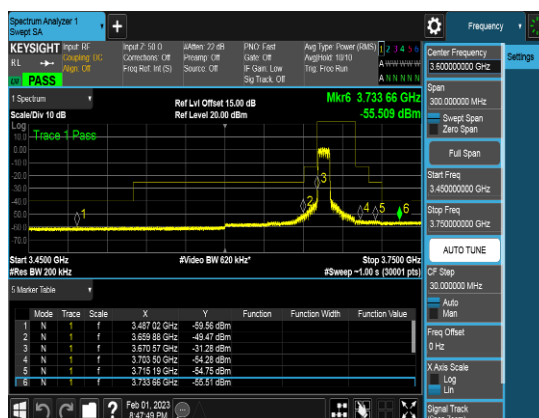 Spectrum Analyzer 1
Swept SA
+
Frequency
KEYSIGHT
RL
PASS
Input: RF
Coupling: DC
Align: Off
Input Z: 50 Ω
Corrections: Off
Freq Ref: Int (S)
#Atten: 22 dB
Preamp: Off
Source: Off
PNO: Fast
Gate: Off
IF Gain: Low
Sig Track: Off
Avg Type: Power (RMS)
Avg|Hold: 10/10
Trig: Free Run
1 2 3 4 5 6
A W W W W W
A N N N N N
1 Spectrum
Scale/Div 10 dB
Ref Lvl Offset 15.00 dB
Ref Level 20.00 dBm
Mkr6 3.733 66 GHz
-55.509 dBm
Log
Trace 1 Pass
10.0
0.00
-10.0
-20.0
-30.0
-40.0
-50.0
-60.0
-70.0
1
2
3
4
5
6
Start 3.4500 GHz
#Res BW 200 kHz
#Video BW 620 kHz*
Stop 3.7500 GHz
#Sweep ~1.00 s (30001 pts)
5 Marker Table
Mode Trace Scale X Y Function Function Width Function Value
1 N 1 f 3.487 02 GHz -59.56 dBm
2 N 1 f 3.659 88 GHz -49.47 dBm
3 N 1 f 3.670 57 GHz -31.28 dBm
4 N 1 f 3.703 50 GHz -54.28 dBm
5 N 1 f 3.715 19 GHz -54.75 dBm
6 N 1 f 3.733 66 GHz -55.51 dBm
Feb 01, 2023
8:47:49 PM
Settings
Center Frequency
3.600000000 GHz
Span
300.000000 MHz
Swept Span
Zero Span
Full Span
Start Freq
3.450000000 GHz
Stop Freq
3.750000000 GHz
AUTO TUNE
CF Step
30.000000 MHz
Auto
Man
Freq Offset
0 Hz
X Axis Scale
Log
Lin
Signal Track